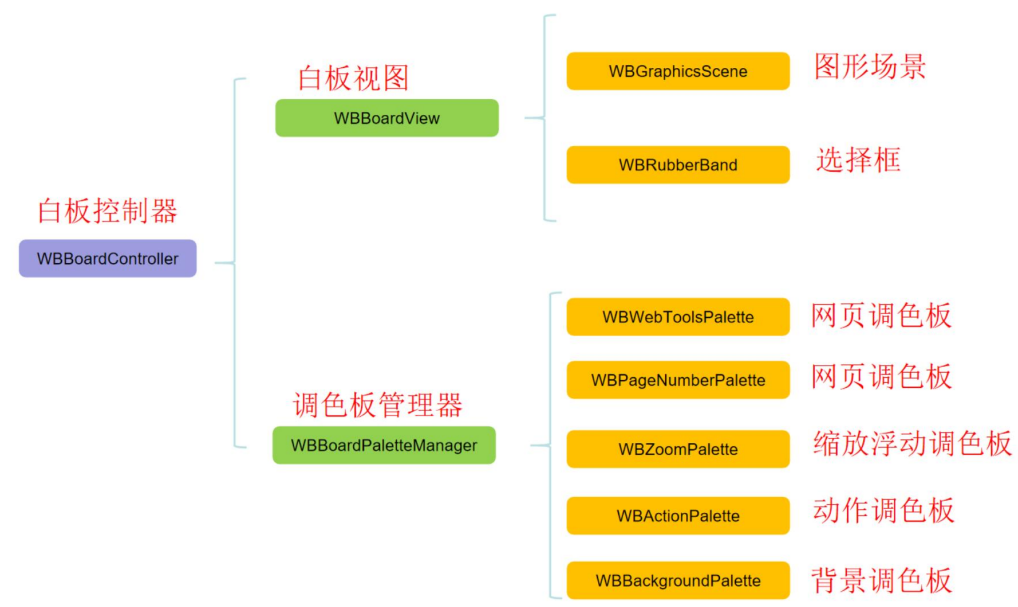 白板控制器
WBBoardController
白板视图
WBBoardView
图形场景
WBGraphicsScene
选择框
WBRubberBand
调色板管理器
WBBoardPaletteManager
WBWebToolsPalette
网页调色板
WBPageNumberPalette
网页调色板
WBZoomPalette
缩放浮动调色板
WBActionPalette
动作调色板
WBBackgroundPalette
背景调色板